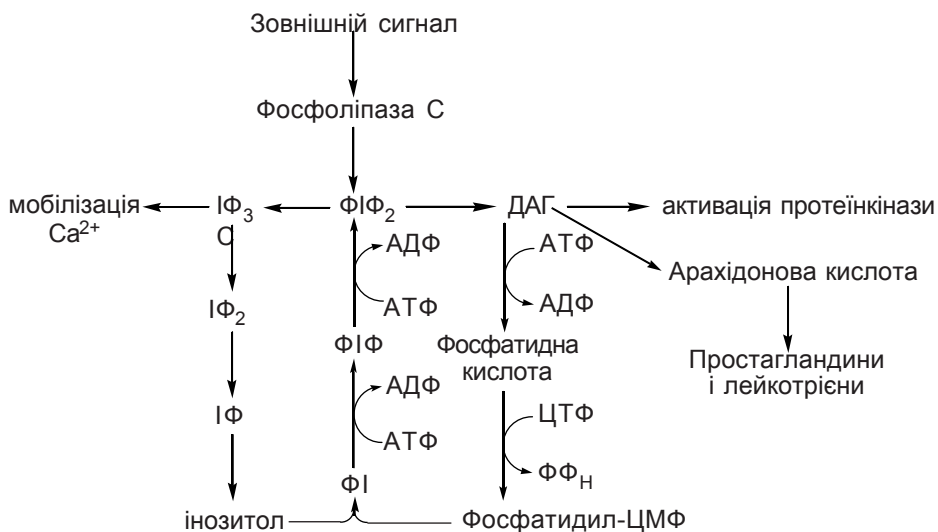 Зовнішній сигнал
Фосфоліпаза С
мобілізація
Ca²⁺
ІФ₃
С
ФІФ₂
ДАГ
активація протеїнкінази
АДФ
АТФ
Арахідонова кислота
ІФ₂
АТФ
АДФ
ФІФ
Фосфатидна
кислота
Простагландини
і лейкотрієни
АДФ
ІФ
ЦТФ
АТФ
ФІ
ФФН
інозитол
Фосфатидил-ЦМФ